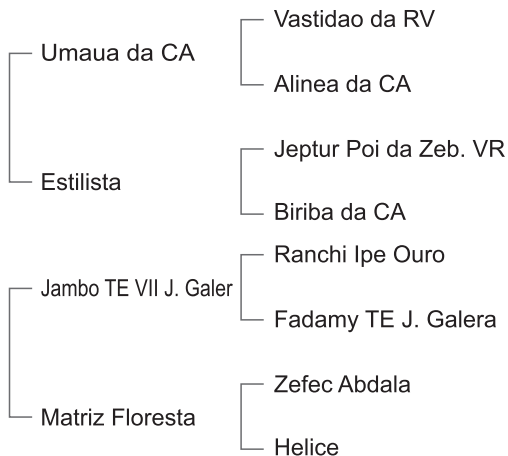 Vastidao da RV
Umaua da CA
Alinea da CA
Jeptur Poi da Zeb. VR
Estilista
Biriba da CA
Ranchi Ipe Ouro
Jambo TE VII J. Galer
Fadamy TE J. Galera
Zefec Abdala
Matriz Floresta
Helice